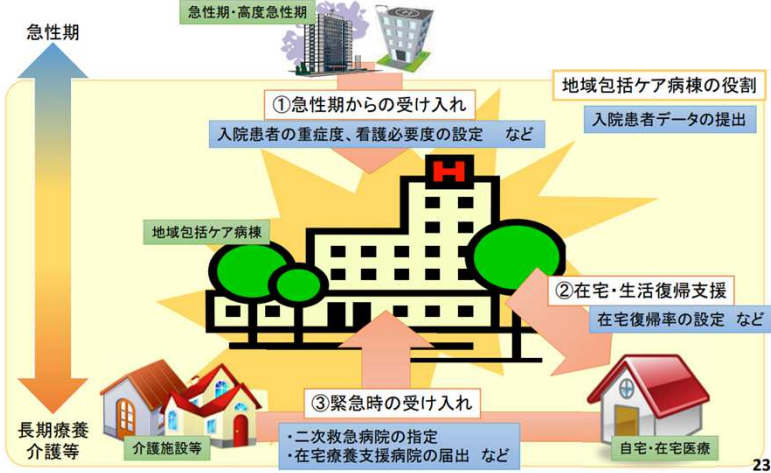 急性期・高度急性期
急性期
地域包括ケア病棟の役割
①急性期からの受け入れ
入院患者の重症度、看護必要度の設定　など
入院患者データの提出
H
地域包括ケア病棟
②在宅・生活復帰支援
在宅復帰率の設定　など
③緊急時の受け入れ
・二次救急病院の指定
・在宅療養支援病院の届出　など
長期療養
介護等
介護施設等
自宅・在宅医療
23